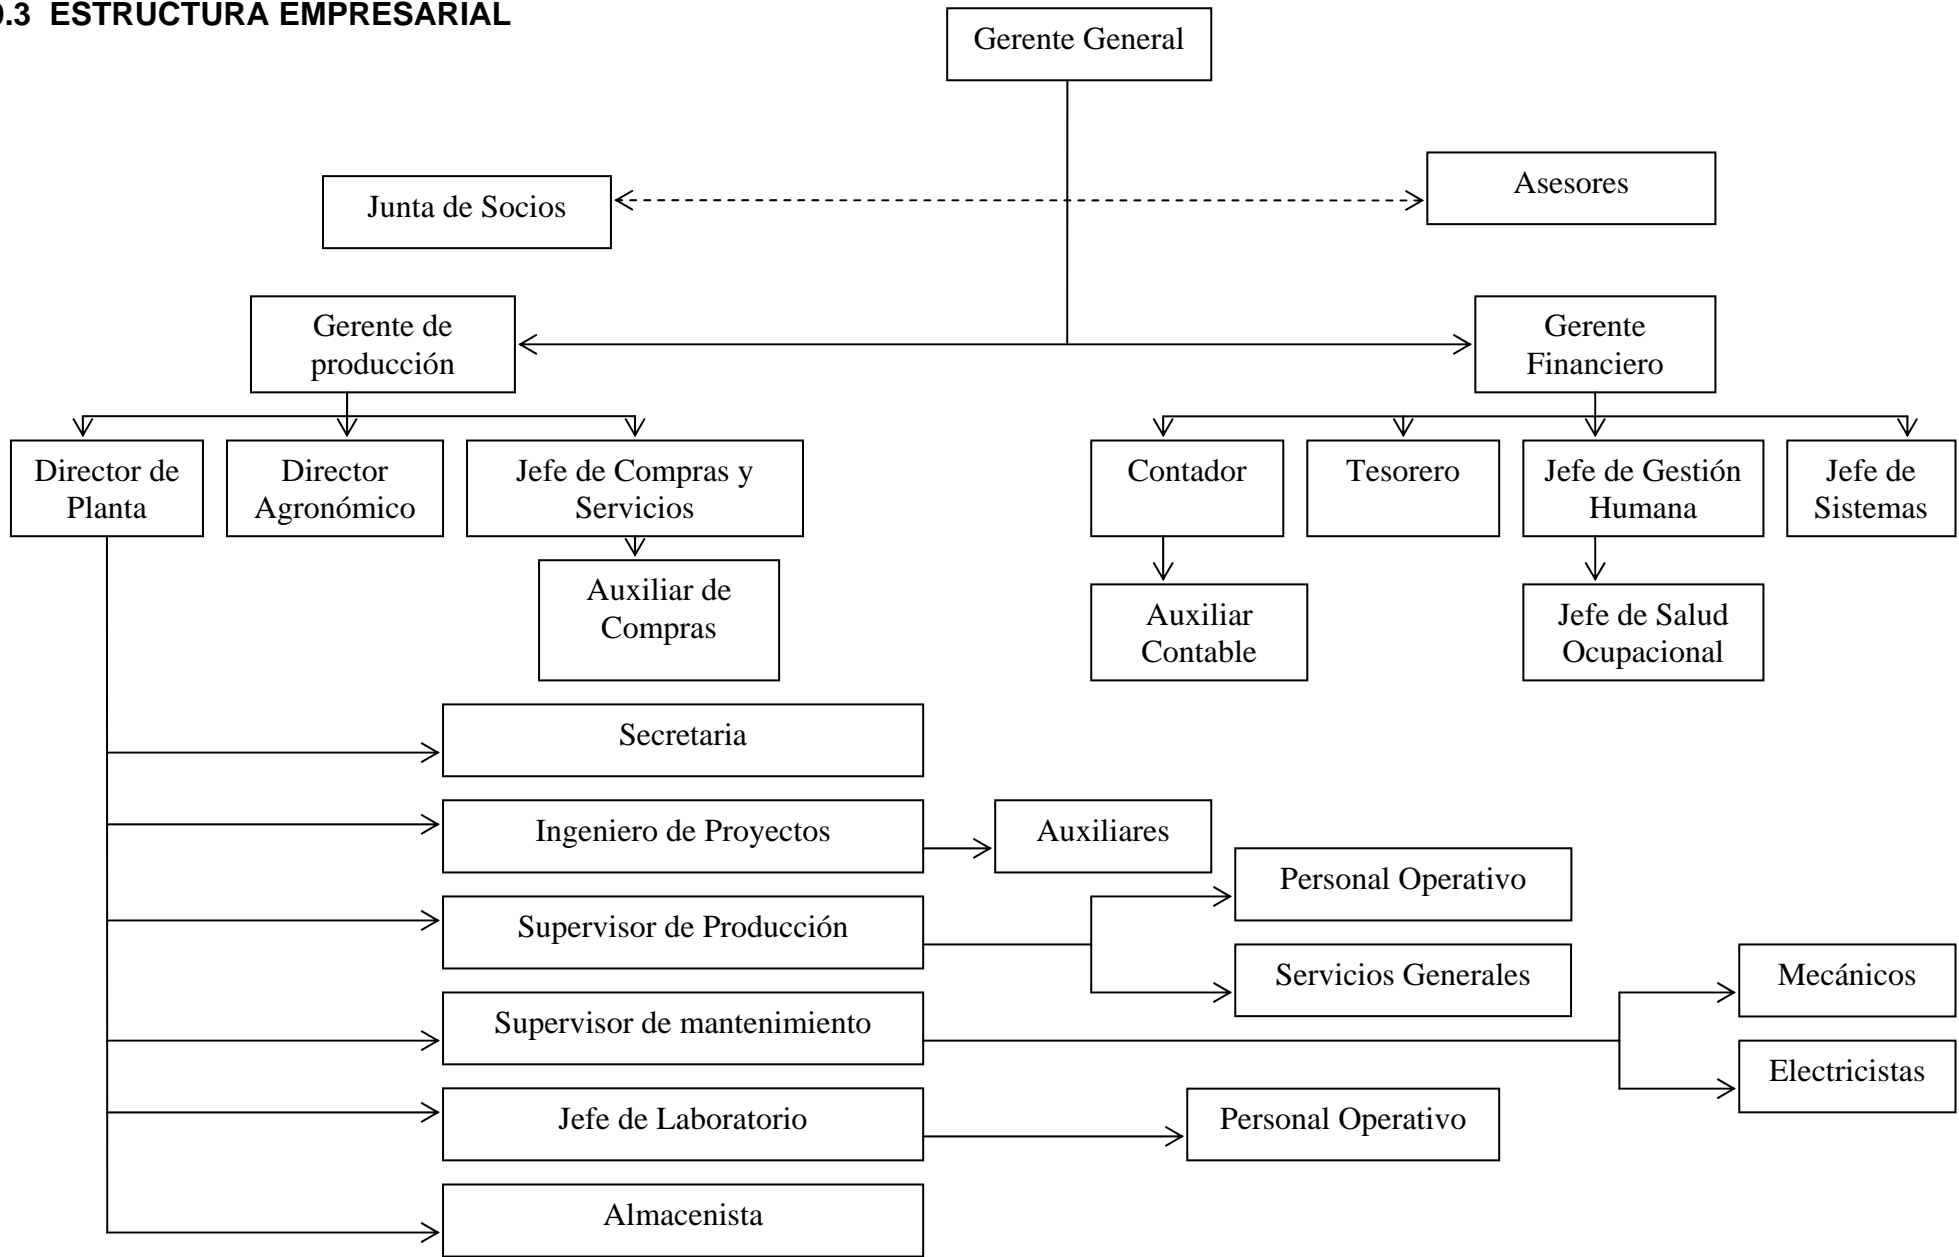 .3 ESTRUCTURA EMPRESARIAL
Gerente General
Asesores
Junta de Socios
Gerente de
producción
Gerente
Financiero
Director de
Planta
Director
Agronómico
Jefe de Compras y
Servicios
Contador
Tesorero
Jefe de Gestión
Humana
Jefe de
Sistemas
Auxiliar de
Compras
Auxiliar
Contable
Jefe de Salud
Ocupacional
Secretaria
Ingeniero de Proyectos
Auxiliares
Personal Operativo
Supervisor de Producción
Servicios Generales
Mecánicos
Supervisor de mantenimiento
Electricistas
Jefe de Laboratorio
Personal Operativo
Almacenista